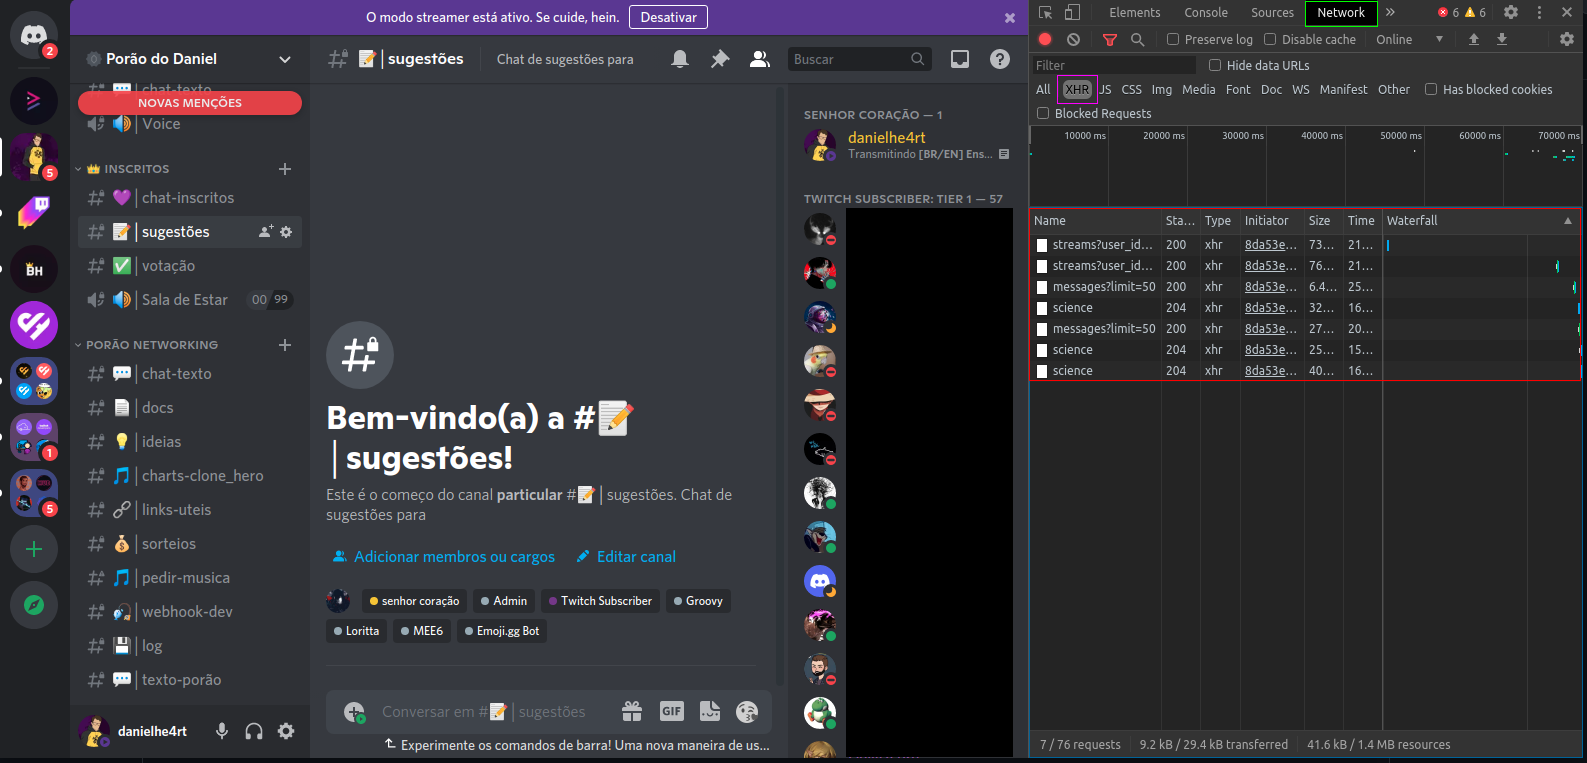 O modo streamer está ativo. Se cuide, hein. Desativar
2
5
1
5
Porão do Daniel
chat-texto
NOVAS MENÇÕES
Voice
INSCRITOS
chat-inscritos
sugestões
votação
Sala de Estar 00 99
PORÃO NETWORKING
chat-texto
docs
ideias
charts-clone_hero
links-uteis
sorteios
pedir-musica
webhook-dev
log
texto-porão
danielhe4rt
sugestões Chat de sugestões para
Buscar
Bem-vindo(a) a #📝
| sugestões!
Este é o começo do canal particular #📝| sugestões. Chat de
sugestões para
Adicionar membros ou cargos Editar canal
senhor coração Admin Twitch Subscriber Groovy
Loritta MEE6 Emoji.gg Bot
Conversar em #📝| sugestões GIF
Experimente os comandos de barra! Uma nova maneira de us...
SENHOR CORAÇÃO — 1
danielhe4rt
Transmitindo [BR/EN] Ens...
TWITCH SUBSCRIBER: TIER 1 — 57
BH
Elements Console Sources Network » 6 6
Preserve log Disable cache Online
Filter Hide data URLs
All XHR JS CSS Img Media Font Doc WS Manifest Other Has blocked cookies
Blocked Requests
10000 ms 20000 ms 30000 ms 40000 ms 50000 ms 60000 ms 70000 ms
Name Sta... Type Initiator Size Time Waterfall
streams?user_id... 200 xhr 8da53e... 73... 21...
streams?user_id... 200 xhr 8da53e... 76... 21...
messages?limit=50 200 xhr 8da53e... 6.4... 25...
science 204 xhr 8da53e... 32... 16...
messages?limit=50 200 xhr 8da53e... 27... 20...
science 204 xhr 8da53e... 25... 15...
science 204 xhr 8da53e... 40... 16...
7 / 76 requests 9.2 kB / 29.4 kB transferred 41.6 kB / 1.4 MB resources